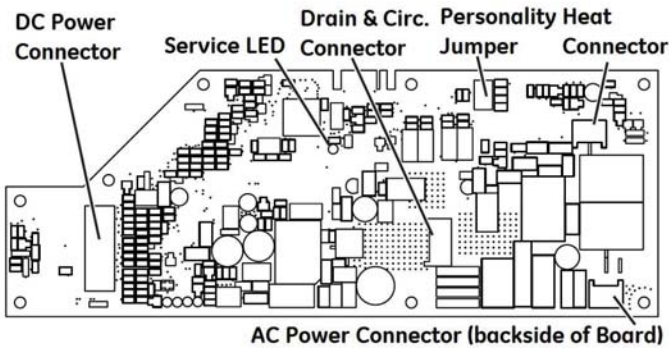 DC Power
Connector
Service LED
Drain & Circ.
Connector
Personality
Jumper
Heat
Connector
AC Power Connector (backside of Board)